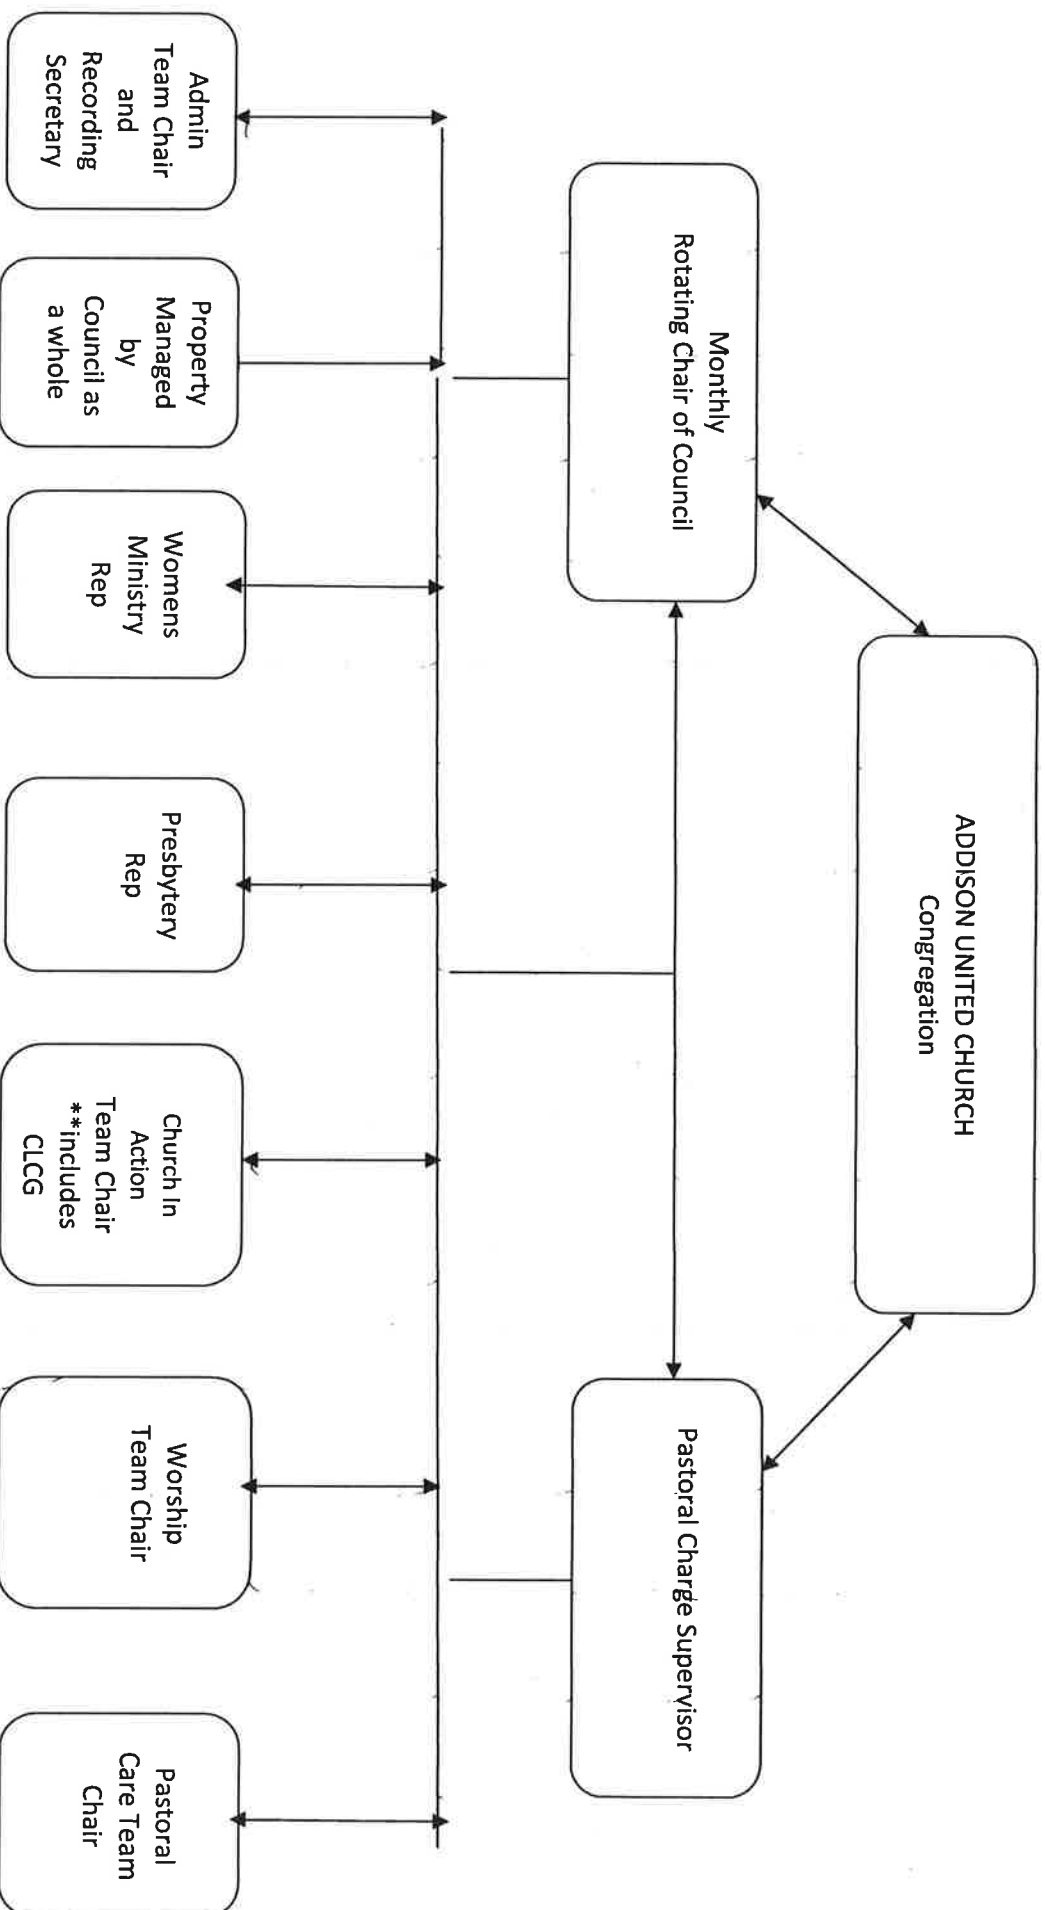 ADDISON UNITED CHURCH
Congregation
Monthly
Rotating Chair of Council
Pastoral Charge Supervisor
Admin
Team Chair
and
Recording
Secretary
Property
Managed
by
Council as
a whole
Womens
Ministry
Rep
Presbytery
Rep
Church In
Action
Team Chair
**includes
CLCG
Worship
Team Chair
Pastoral
Care Team
Chair